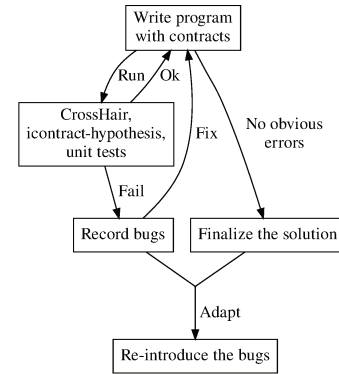 Write program
with contracts
Run
Ok
CrossHair,
icontract-hypothesis,
unit tests
Fix
No obvious
errors
Fail
Record bugs
Finalize the solution
Adapt
Re-introduce the bugs